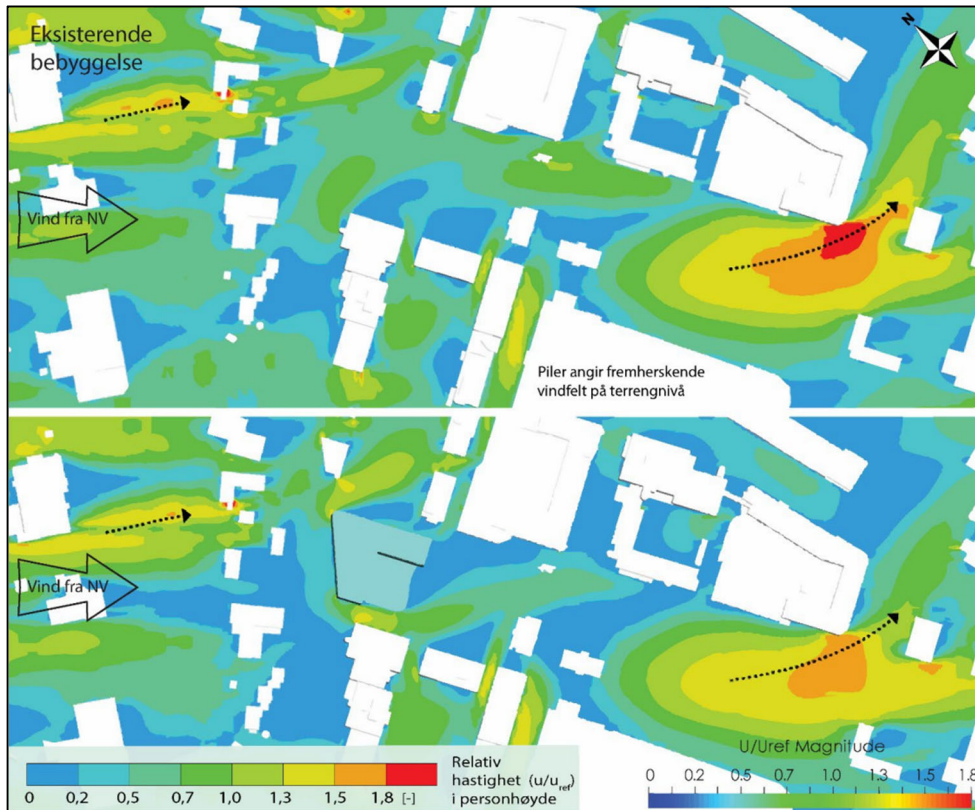 Eksisterende
bebyggelse
N
Vind fra NV
Piler angir fremherskende
vindfelt på terrengnivå
Vind fra NV
0 0,2 0,5 0,7 1,0 1,3 1,5 1,8 [-]
Relativ
hastighet (u/uref)
i personhøyde
U/Uref Magnitude
0 0.2 0.5 0.7 1.0 1.3 1.5 1.8